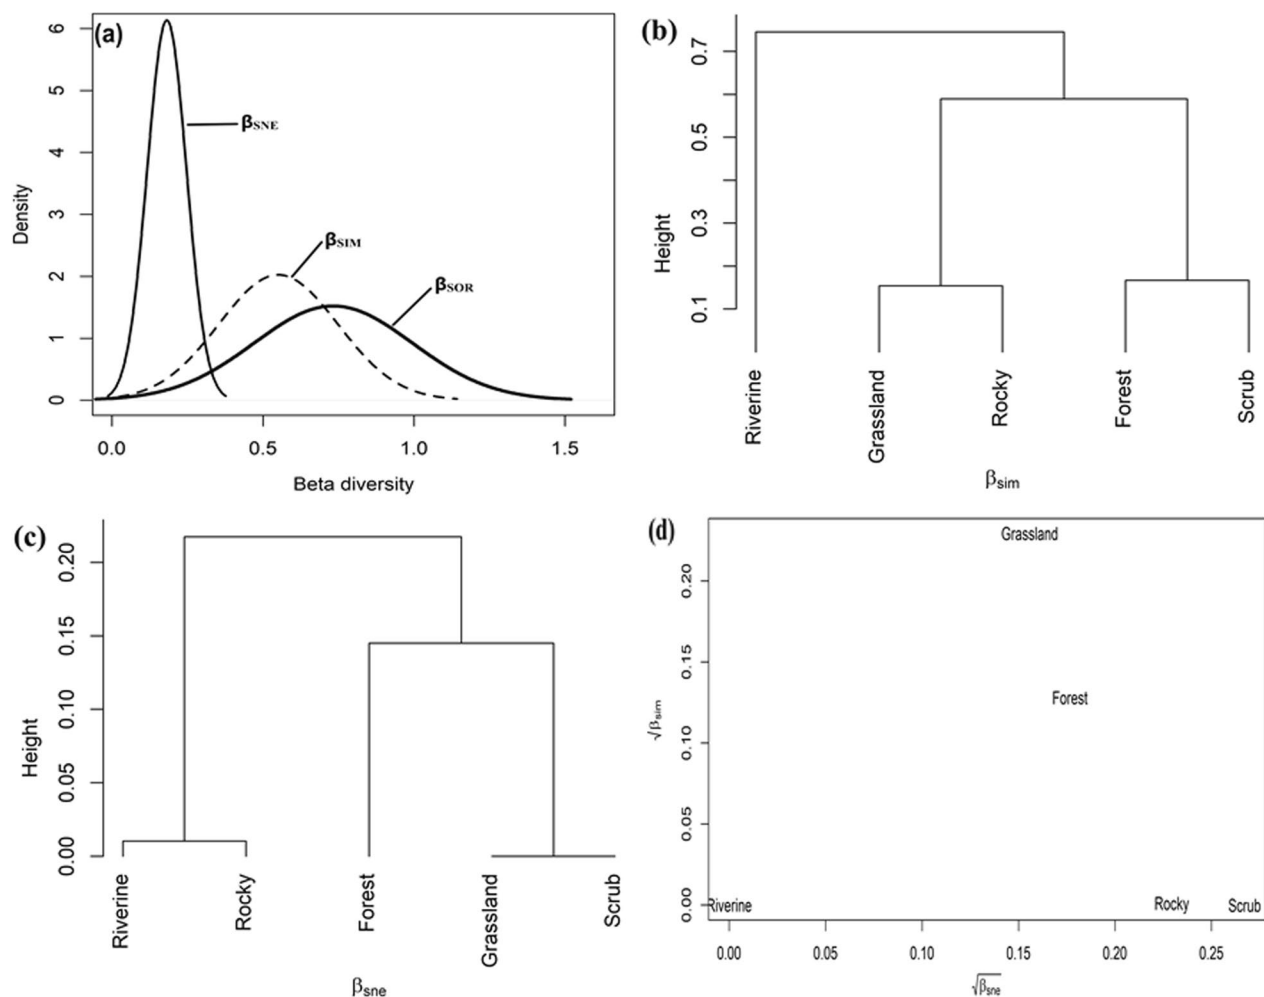 (a)
6
5
4
3
2
1
0
Density
βSNE
βSIM
βSOR
0.0 0.5 1.0 1.5
Beta diversity
(b)
0.7
0.5
0.3
0.1
Height
Riverine
Grassland
Rocky
Forest
Scrub
βsim
(c)
0.20
0.15
0.10
0.05
0.00
Height
Riverine
Rocky
Forest
Grassland
Scrub
βsne
(d)
0.20
0.15
0.10
0.05
0.00
√βsim
Grassland
Forest
Riverine
Rocky
Scrub
0.00 0.05 0.10 0.15 0.20 0.25
√βsne